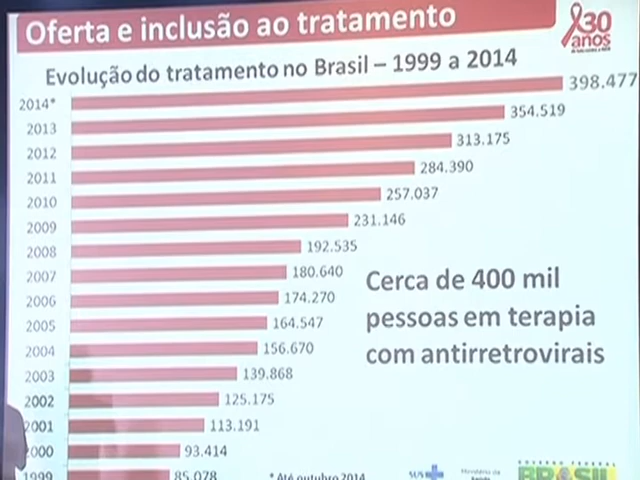 Oferta e inclusão ao tratamento
30
anos
Evolução do tratamento no Brasil – 1999 a 2014
2014* 398.477
2013 354.519
2012 313.175
2011 284.390
2010 257.037
2009 231.146
2008 192.535
2007 180.640
2006 174.270
2005 164.547
2004 156.670
2003 139.868
2002 125.175
2001 113.191
2000 93.414
1999 85.078
Cerca de 400 mil
pessoas em terapia
com antirretrovirais
* Até outubro 2014
SUS
Ministério da
Saúde
BRASIL